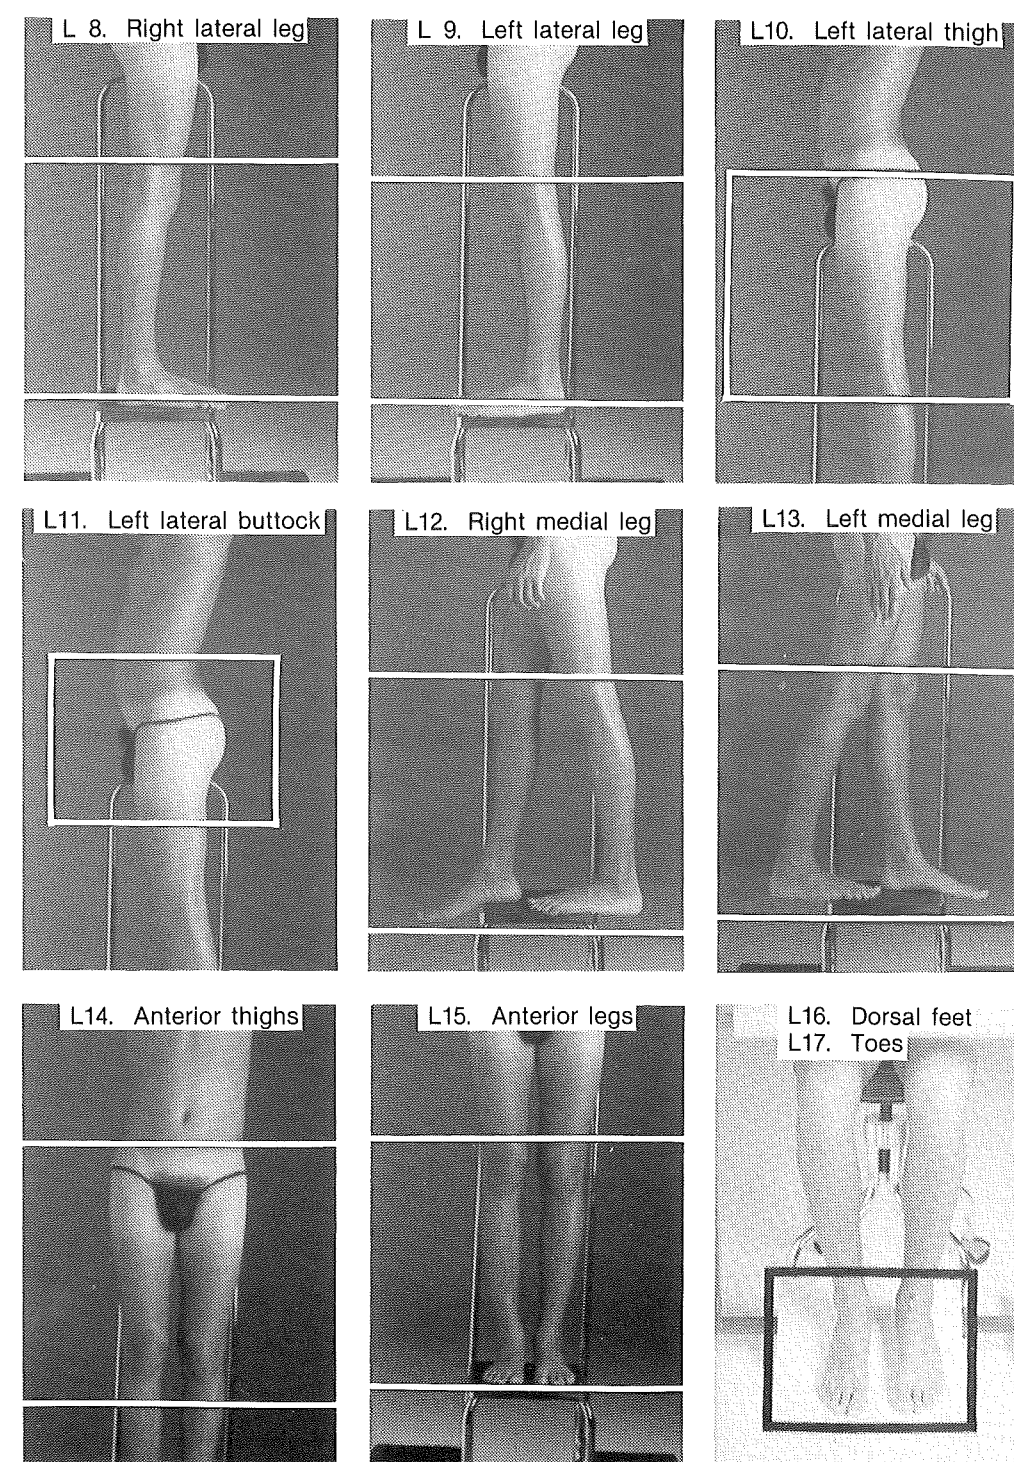 L 8. Right lateral leg
L 9. Left lateral leg
L10. Left lateral thigh
L11. Left lateral buttock
L12. Right medial leg
L13. Left medial leg
L14. Anterior thighs
L15. Anterior legs
L16. Dorsal feet
L17. Toes